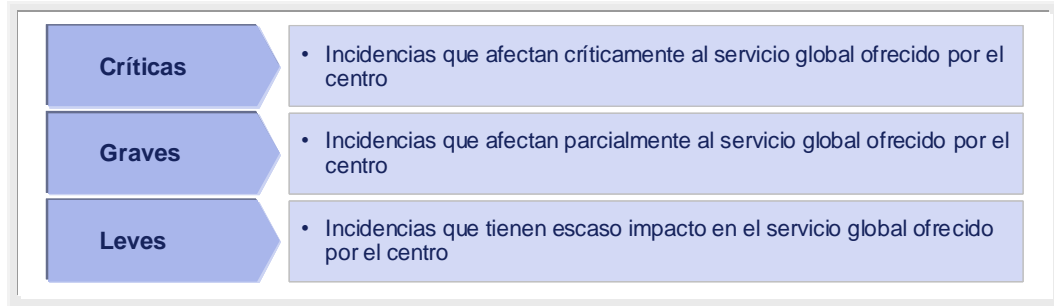 Críticas
• Incidencias que afectan críticamente al servicio global ofrecido por el
centro
Graves
• Incidencias que afectan parcialmente al servicio global ofrecido por el
centro
Leves
• Incidencias que tienen escaso impacto en el servicio global ofrecido
por el centro